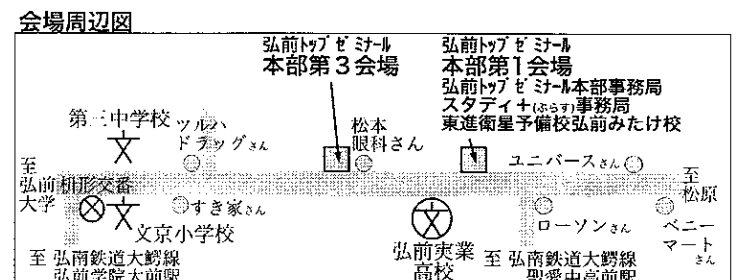 会場周辺図
弘前トップゼミナール
本部第３会場
弘前トップゼミナール
本部第１会場
弘前トップゼミナール本部事務局
スタディ＋(ぷらす)事務局
東進衛星予備校弘前みたけ校
第三中学校
ツルハ
ドラッグさん
松本
眼科さん
ユニバースさん
至
弘前
大学
桝形交番
至
松原
すき家さん
文京小学校
弘前実業
高校
ローソンさん
ベニー
マート
さん
至 弘南鉄道大鰐線
弘前学院大前駅
至 弘南鉄道大鰐線
聖愛中高前駅